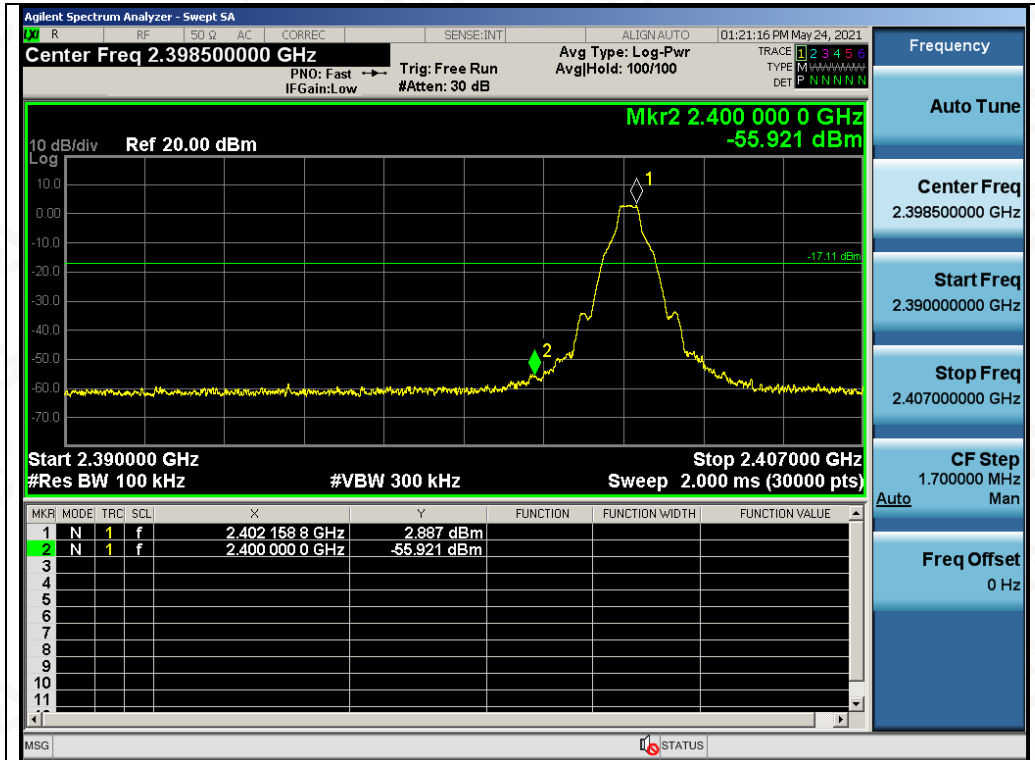 Agilent Spectrum Analyzer - Swept SA
LXI R RF 50 Ω AC CORREC SENSE:INT ALIGN AUTO 01:21:16 PM May 24, 2021
Center Freq 2.398500000 GHz
PNO: Fast
IFGain:Low
Trig: Free Run
#Atten: 30 dB
Avg Type: Log-Pwr
Avg|Hold: 100/100
TRACE 1 2 3 4 5 6
TYPE M WWWWW
DET P N N N N N
Mkr2 2.400 000 0 GHz
-55.921 dBm
10 dB/div Ref 20.00 dBm
Log
10.0
0.00
-10.0
-20.0
-30.0
-40.0
-50.0
-60.0
-70.0
1
-17.11 dBm
2
Start 2.390000 GHz Stop 2.407000 GHz
#Res BW 100 kHz #VBW 300 kHz Sweep 2.000 ms (30000 pts)
MKR MODE TRC SCL X Y FUNCTION FUNCTION WIDTH FUNCTION VALUE
1 N 1 f 2.402 158 8 GHz 2.887 dBm
2 N 1 f 2.400 000 0 GHz -55.921 dBm
3
4
5
6
7
8
9
10
11
MSG STATUS
Frequency
Auto Tune
Center Freq
2.398500000 GHz
Start Freq
2.390000000 GHz
Stop Freq
2.407000000 GHz
CF Step
1.700000 MHz
Auto Man
Freq Offset
0 Hz